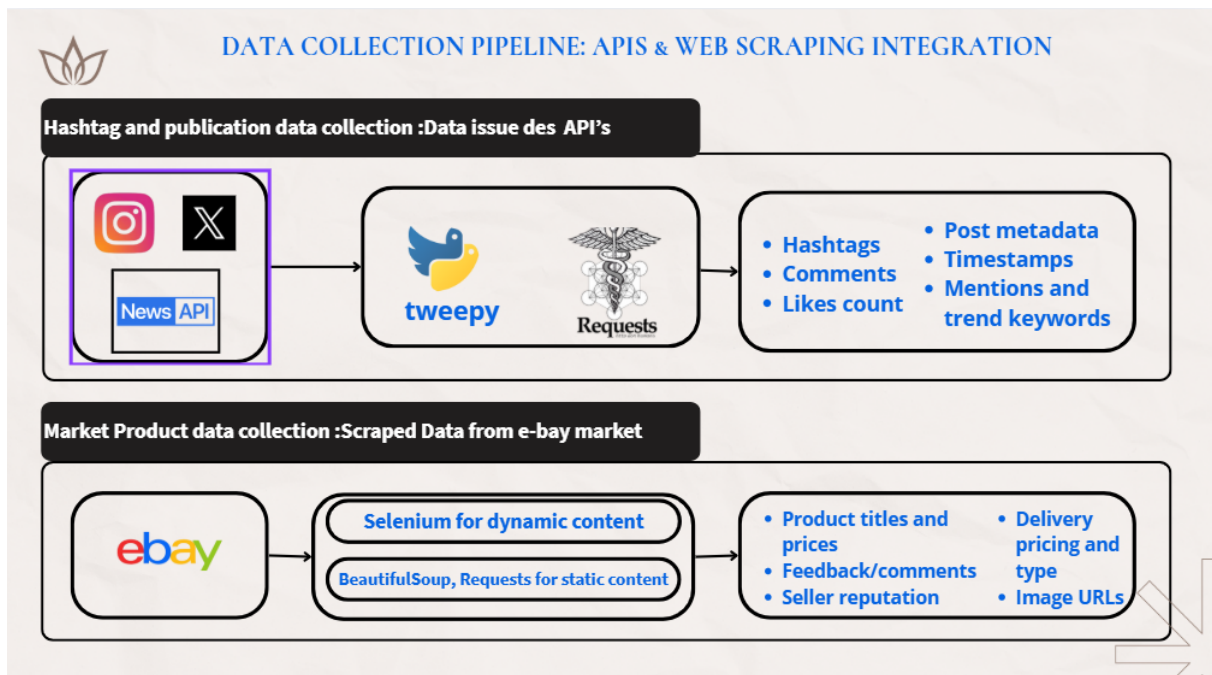 DATA COLLECTION PIPELINE: APIS & WEB SCRAPING INTEGRATION
Hashtag and publication data collection :Data issue des API's
News API
tweepy
Requests
• Hashtags
• Comments
• Likes count
• Post metadata
• Timestamps
• Mentions and
trend keywords
Market Product data collection :Scraped Data from e-bay market
ebay
Selenium for dynamic content
BeautifulSoup, Requests for static content
• Product titles and
prices
• Feedback/comments
• Seller reputation
• Delivery
pricing and
type
• Image URLs